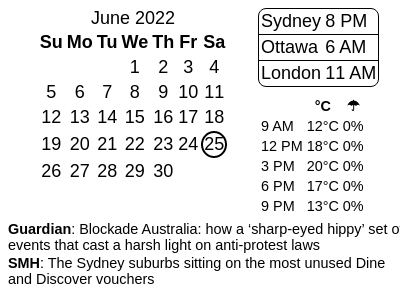 June 2022
Su Mo Tu We Th Fr Sa
1 2 3 4
5 6 7 8 9 10 11
12 13 14 15 16 17 18
19 20 21 22 23 24 25
26 27 28 29 30
Sydney 8 PM
Ottawa 6 AM
London 11 AM
°C ☂
9 AM 12°C 0%
12 PM 18°C 0%
3 PM 20°C 0%
6 PM 17°C 0%
9 PM 13°C 0%
Guardian: Blockade Australia: how a ‘sharp-eyed hippy’ set o
events that cast a harsh light on anti-protest laws
SMH: The Sydney suburbs sitting on the most unused Dine
and Discover vouchers